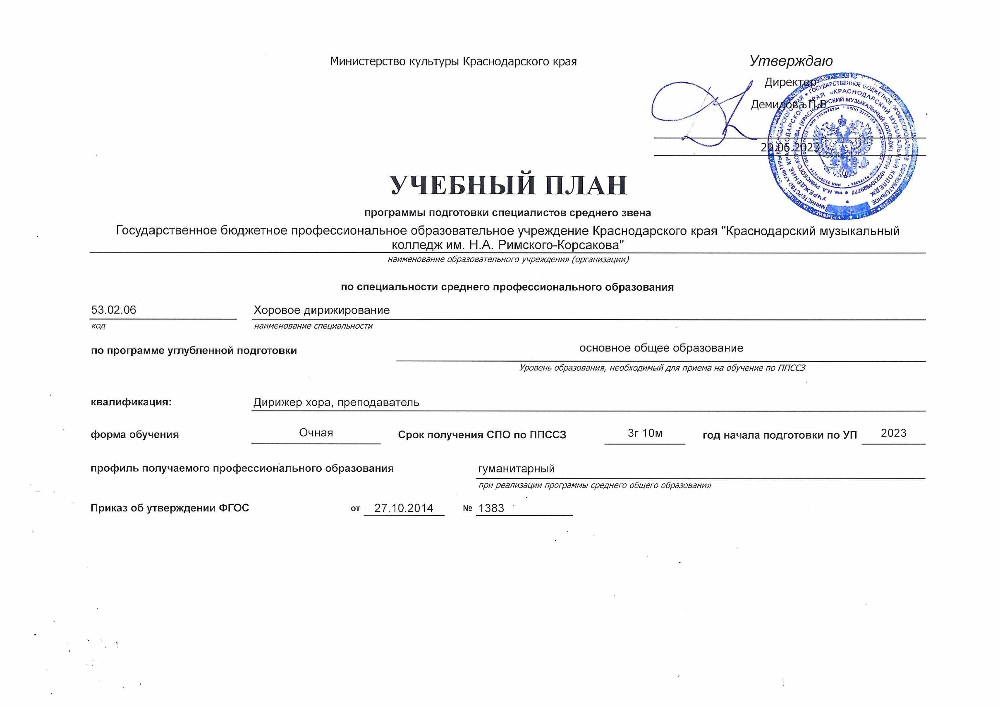 Министерство культуры Краснодарского края
Утверждаю
Директор
Демидова П.В.
29.06.2023
УЧЕБНЫЙ ПЛАН
программы подготовки специалистов среднего звена
Государственное бюджетное профессиональное образовательное учреждение Краснодарского края "Краснодарский музыкальный
колледж им. Н.А. Римского-Корсакова"
наименование образовательного учреждения (организации)
по специальности среднего профессионального образования
53.02.06 Хоровое дирижирование
код наименование специальности
по программе углубленной подготовки основное общее образование
Уровень образования, необходимый для приема на обучение по ППССЗ
квалификация: Дирижер хора, преподаватель
форма обучения Очная Срок получения СПО по ППССЗ 3г 10м год начала подготовки по УП 2023
профиль получаемого профессионального образования гуманитарный
при реализации программы среднего общего образования
Приказ об утверждении ФГОС от 27.10.2014 № 1383